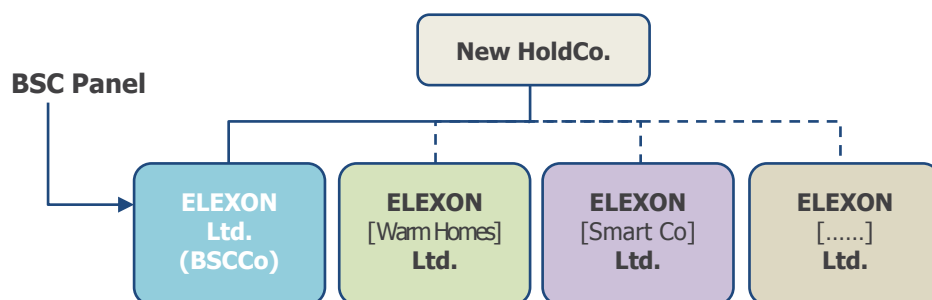 New HoldCo.
BSC Panel
ELEXON
Ltd.
(BSCCo)
ELEXON
[Warm Homes]
Ltd.
ELEXON
[Smart Co]
Ltd.
ELEXON
[......]
Ltd.